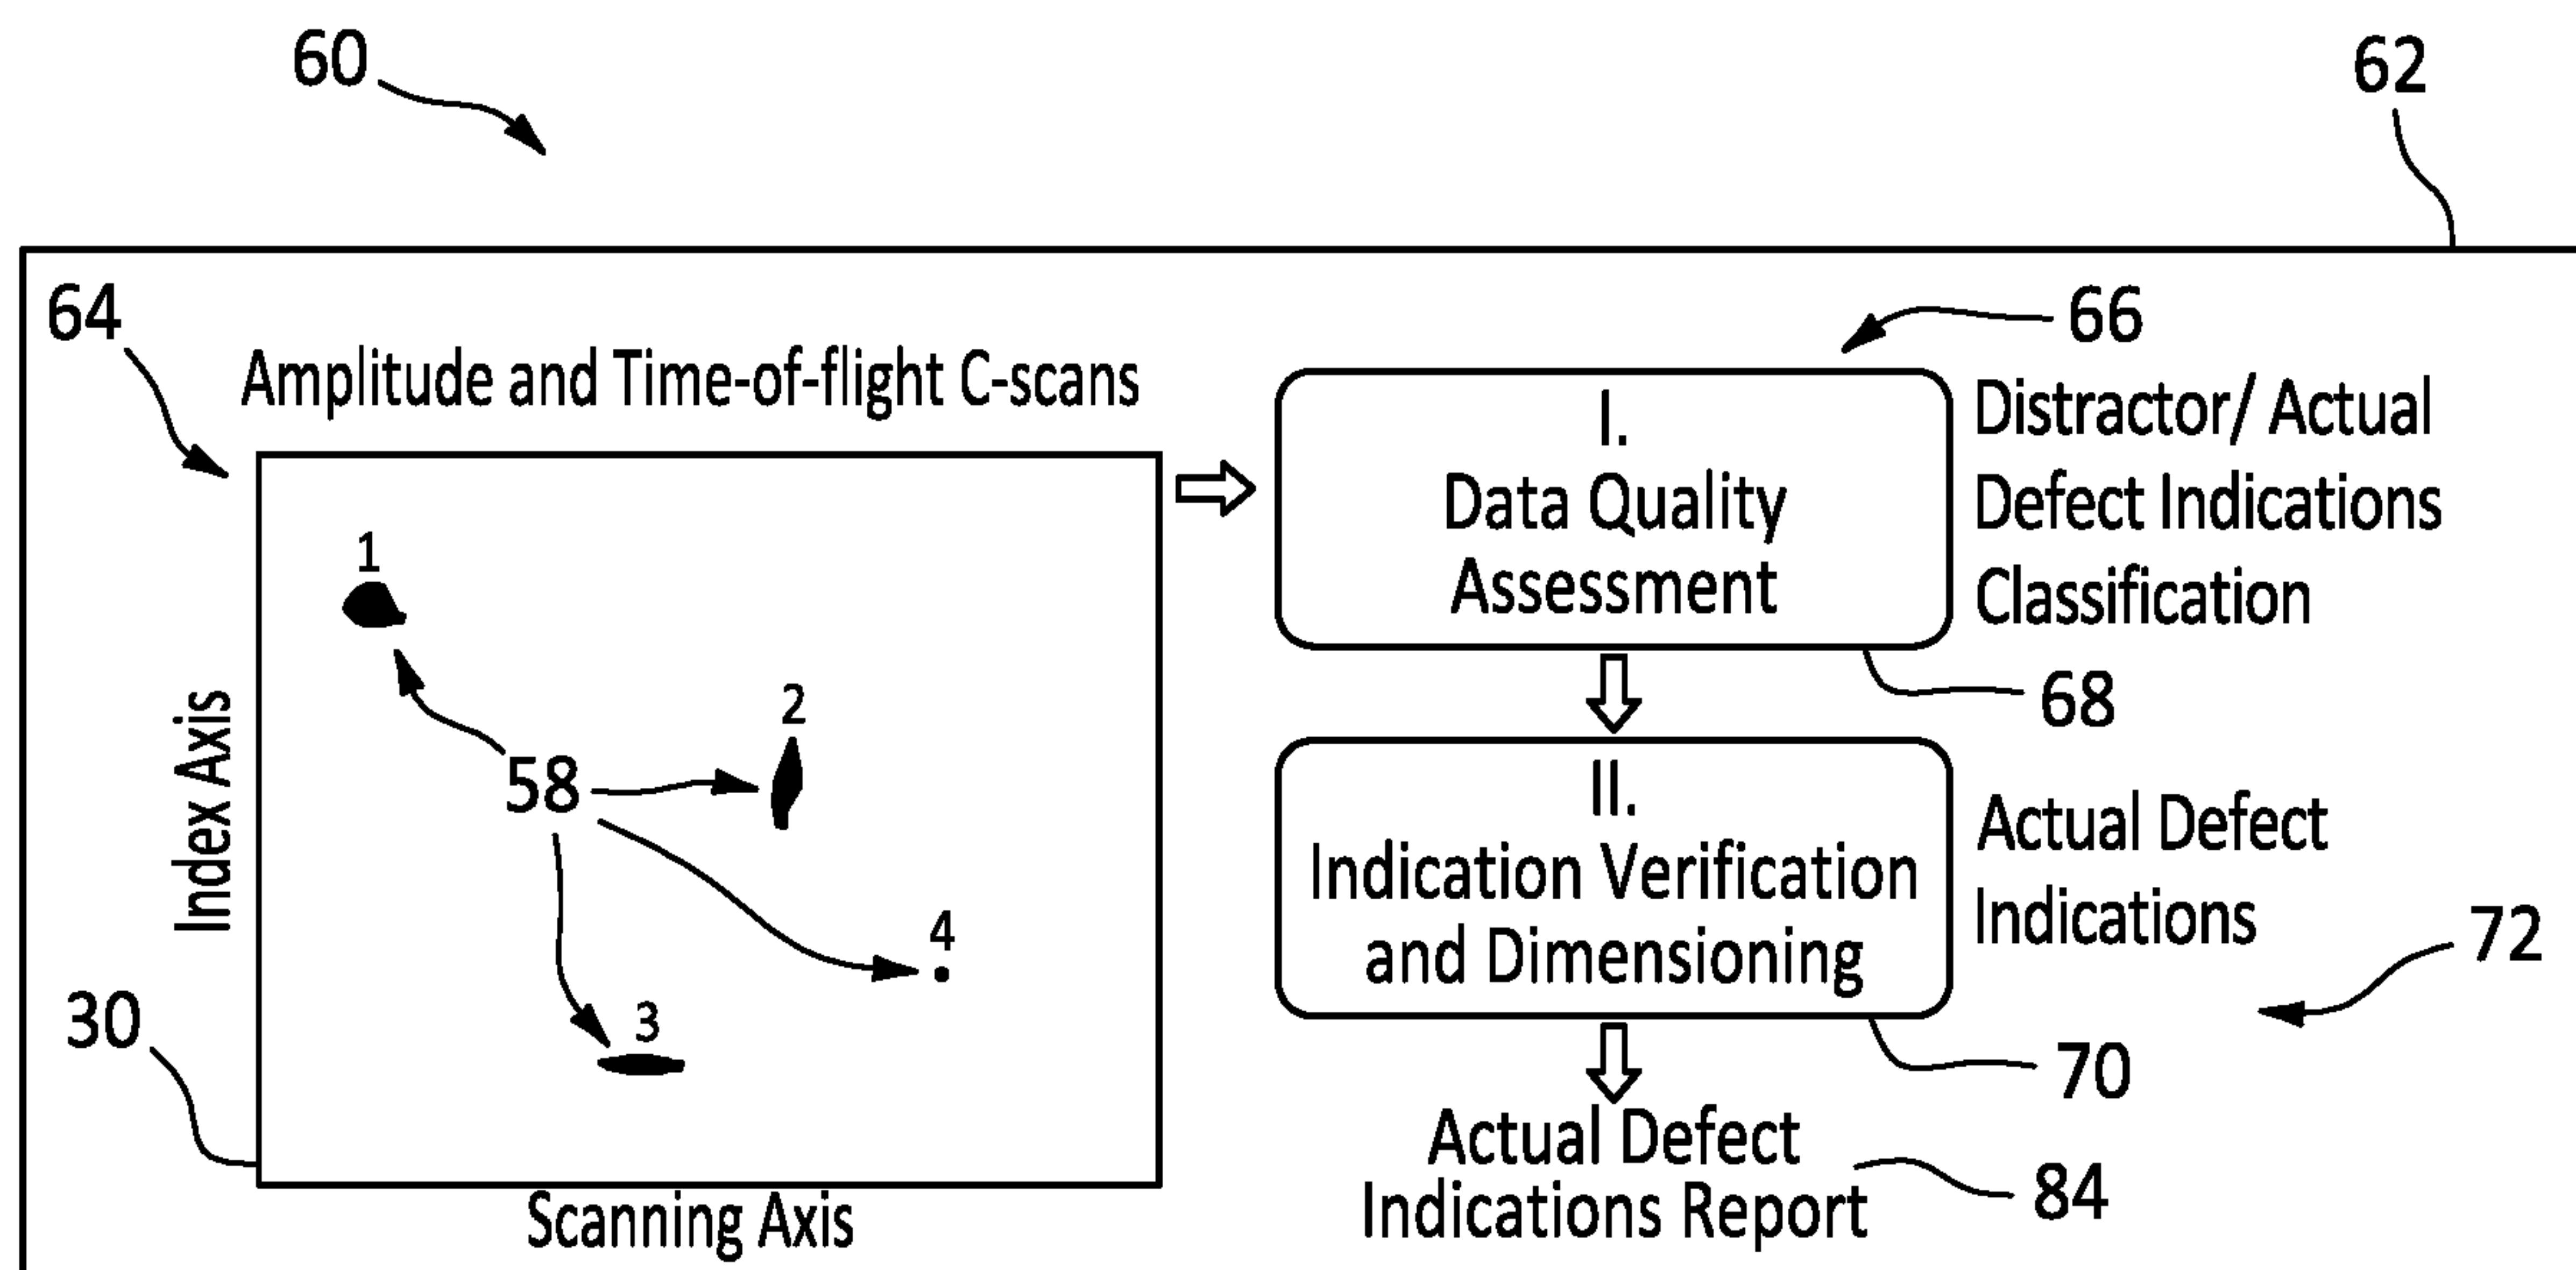 60
62
64
Amplitude and Time-of-flight C-scans
Index Axis
1
2
58
4
3
30
Scanning Axis
66
I.
Data Quality
Assessment
Distractor/ Actual
Defect Indications
Classification
68
II.
Indication Verification
and Dimensioning
Actual Defect
Indications
72
70
Actual Defect
Indications Report
84